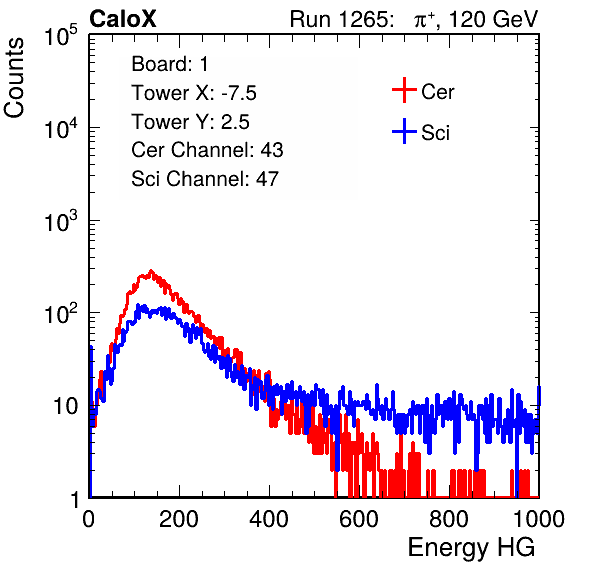 CaloX Run 1265: π⁺, 120 GeV
Counts
10⁵
10⁴
10³
10²
10
1
Board: 1
Tower X: -7.5
Tower Y: 2.5
Cer Channel: 43
Sci Channel: 47
Cer
Sci
0 200 400 600 800 1000
Energy HG